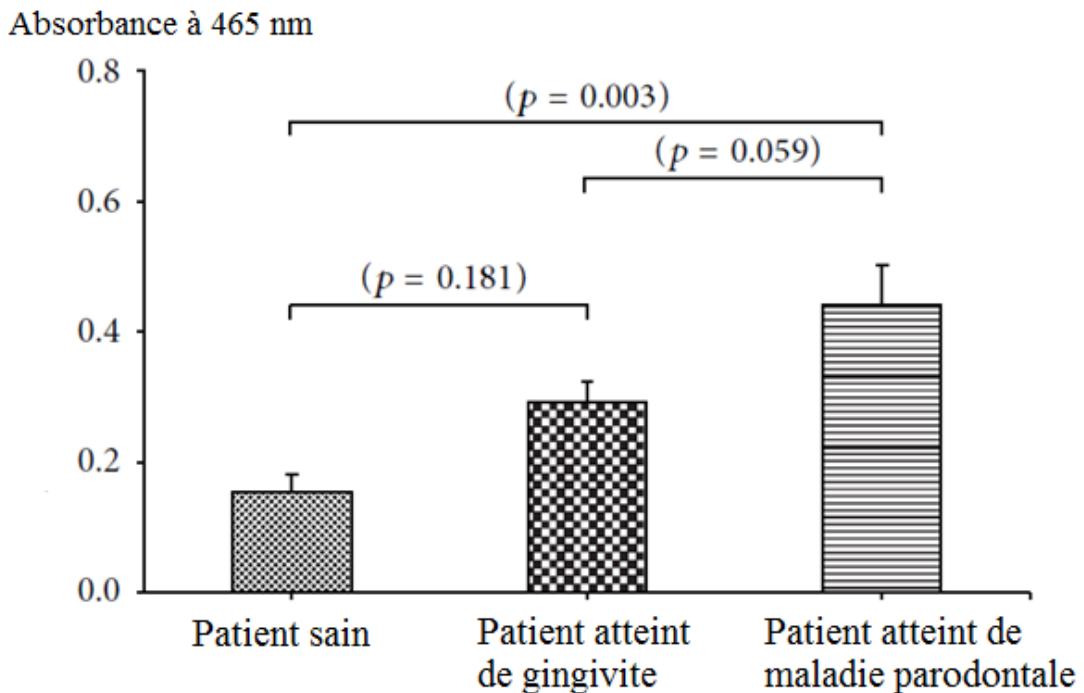 Absorbance à 465 nm
0.8
(p = 0.003)
(p = 0.059)
0.6
(p = 0.181)
0.4
0.2
0.0
Patient sain
Patient atteint
de gingivite
Patient atteint de
maladie parodontale